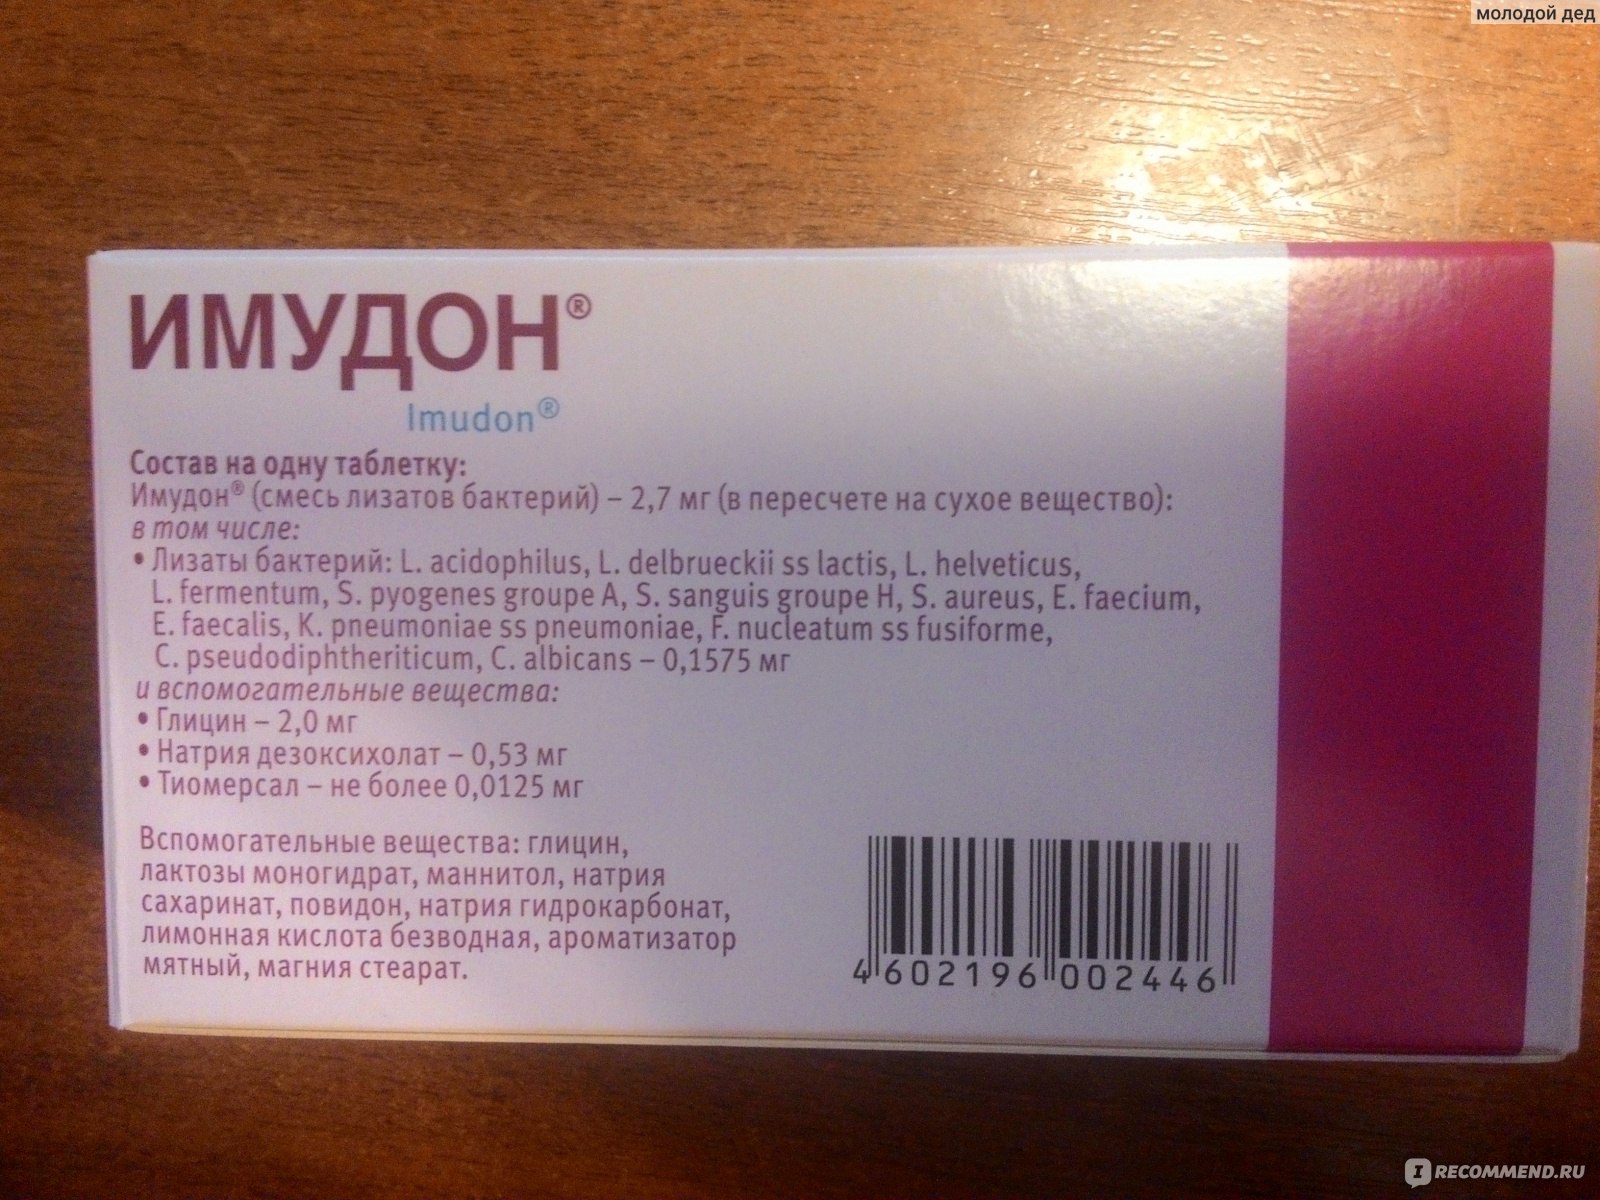 молодой дед
ИМУДОН®
Imudon®
Состав на одну таблетку:
Имудон® (смесь лизатов бактерий) – 2,7 мг (в пересчете на сухое вещество):
в том числе:
• Лизаты бактерий: L. acidophilus, L. delbrueckii ss lactis, L. helveticus,
L. fermentum, S. pyogenes groupe A, S. sanguis groupe H, S. aureus, E. faecium,
E. faecalis, K. pneumoniae ss pneumoniae, F. nucleatum ss fusiforme,
C. pseudodiphtheriticum, C. albicans – 0,1575 мг
и вспомогательные вещества:
• Глицин – 2,0 мг
• Натрия дезоксихолат – 0,53 мг
• Тиомерсал – не более 0,0125 мг
Вспомогательные вещества: глицин,
лактозы моногидрат, маннитол, натрия
сахаринат, повидон, натрия гидрокарбонат,
лимонная кислота безводная, ароматизатор
мятный, магния стеарат.
4 602196 002446
IRECOMMEND.RU